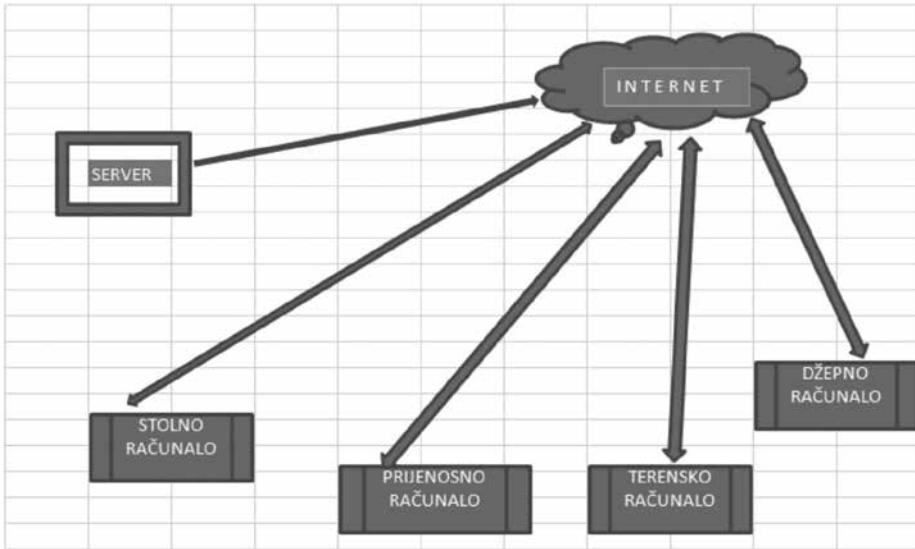 INTERNET
SERVER
STOLNO
RAČUNALO
PRIJENOSNO
RAČUNALO
TERENSKO
RAČUNALO
DŽEPNO
RAČUNALO